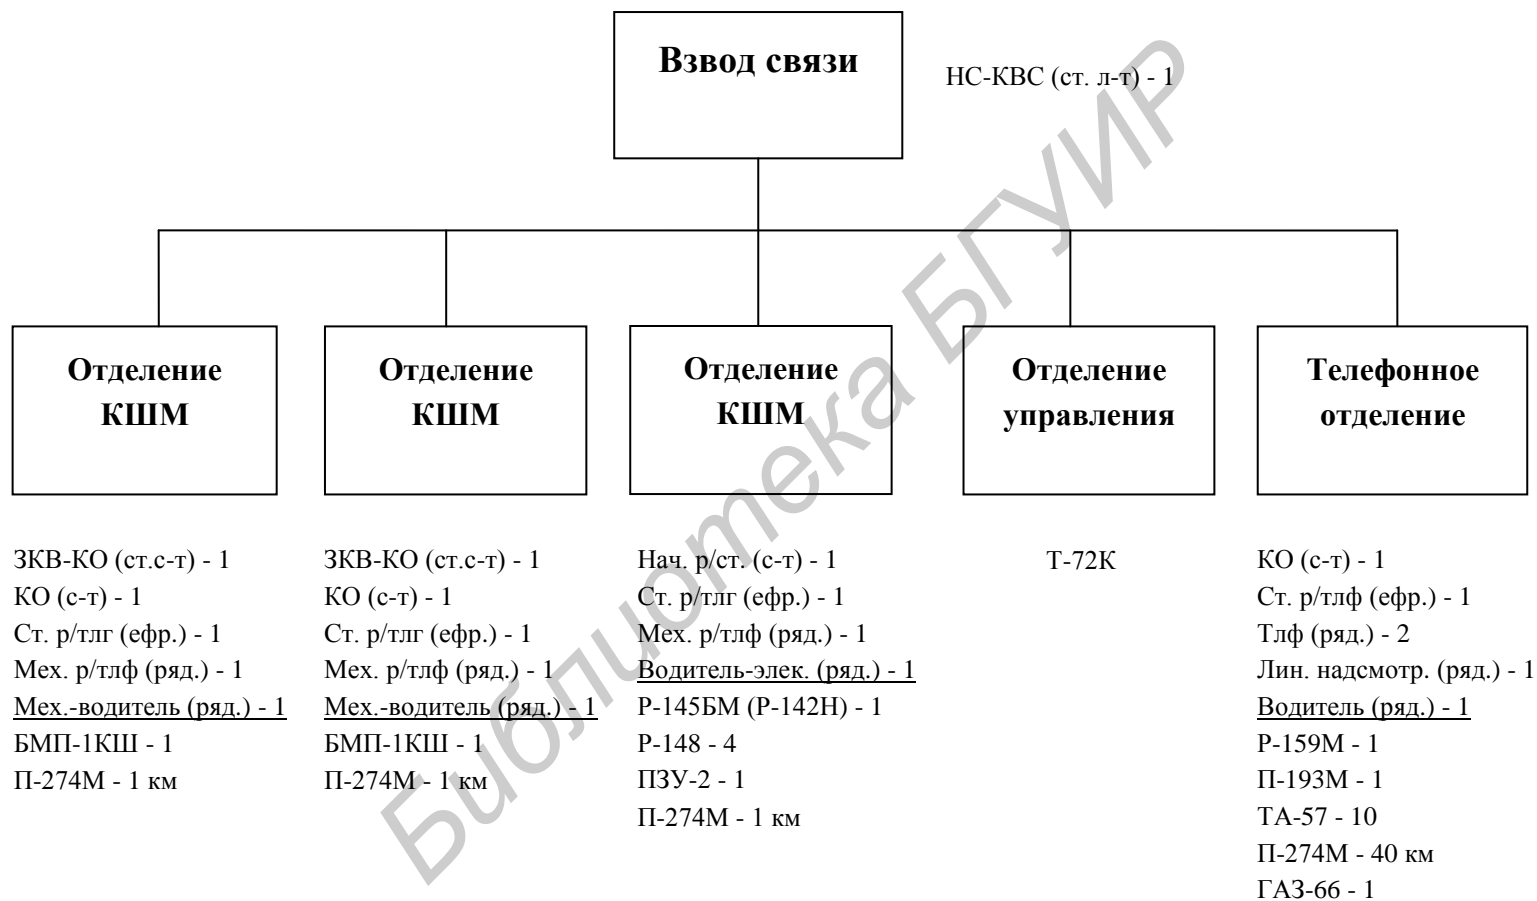 Взвод связи
НС-КВС (ст. л-т) - 1
Отделение
КШМ
Отделение
КШМ
Отделение
КШМ
Отделение
управления
Телефонное
отделение
ЗКВ-КО (ст.с-т) - 1
КО (с-т) - 1
Ст. р/тлг (ефр.) - 1
Мех. р/тлф (ряд.) - 1
Мех.-водитель (ряд.) - 1
БМП-1КШ - 1
П-274М - 1 км
ЗКВ-КО (ст.с-т) - 1
КО (с-т) - 1
Ст. р/тлг (ефр.) - 1
Мех. р/тлф (ряд.) - 1
Мех.-водитель (ряд.) - 1
БМП-1КШ - 1
П-274М - 1 км
Нач. р/ст. (с-т) - 1
Ст. р/тлг (ефр.) - 1
Мех. р/тлф (ряд.) - 1
Водитель-элек. (ряд.) - 1
Р-145БМ (Р-142Н) - 1
Р-148 - 4
ПЗУ-2 - 1
П-274М - 1 км
Т-72К
КО (с-т) - 1
Ст. р/тлф (ефр.) - 1
Тлф (ряд.) - 2
Лин. надсмотр. (ряд.) - 1
Водитель (ряд.) - 1
Р-159М - 1
П-193М - 1
ТА-57 - 10
П-274М - 40 км
ГАЗ-66 - 1
Библиотека БГУИР